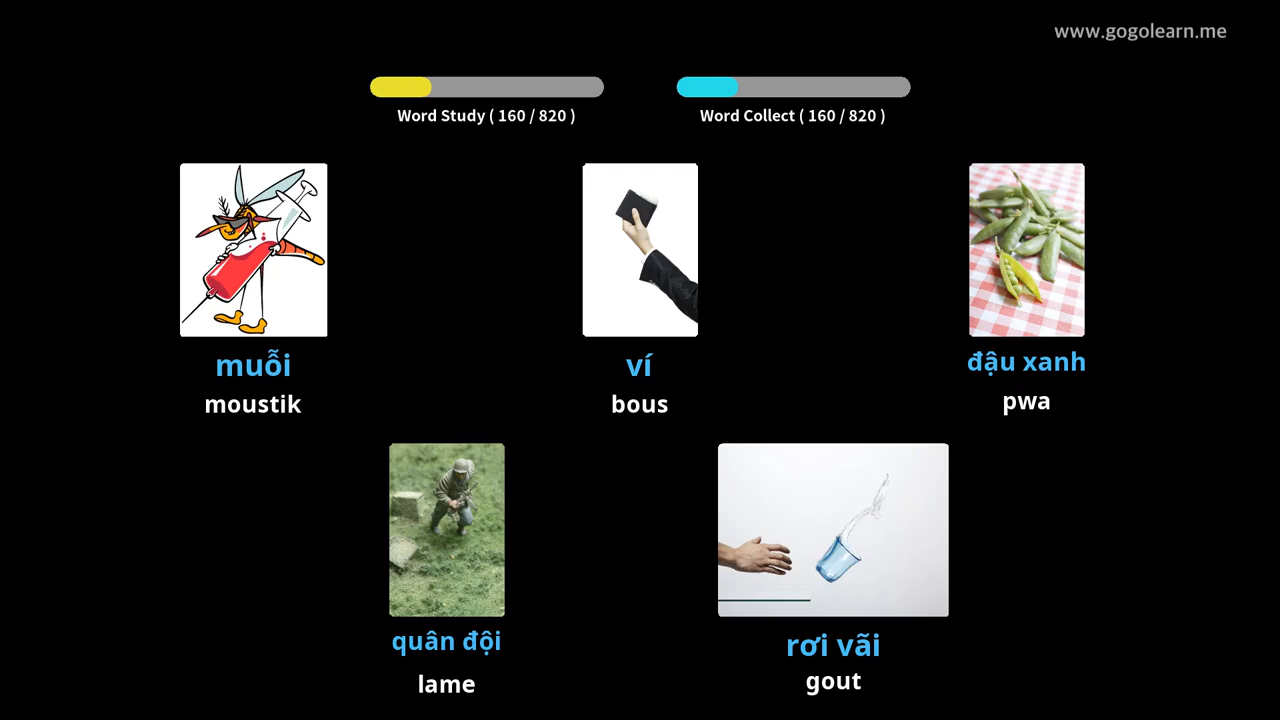 www.gogolearn.me
Word Study ( 160 / 820 )
Word Collect ( 160 / 820 )
muỗi
moustik
ví
bous
đậu xanh
pwa
quân đội
lame
rơi vãi
gout